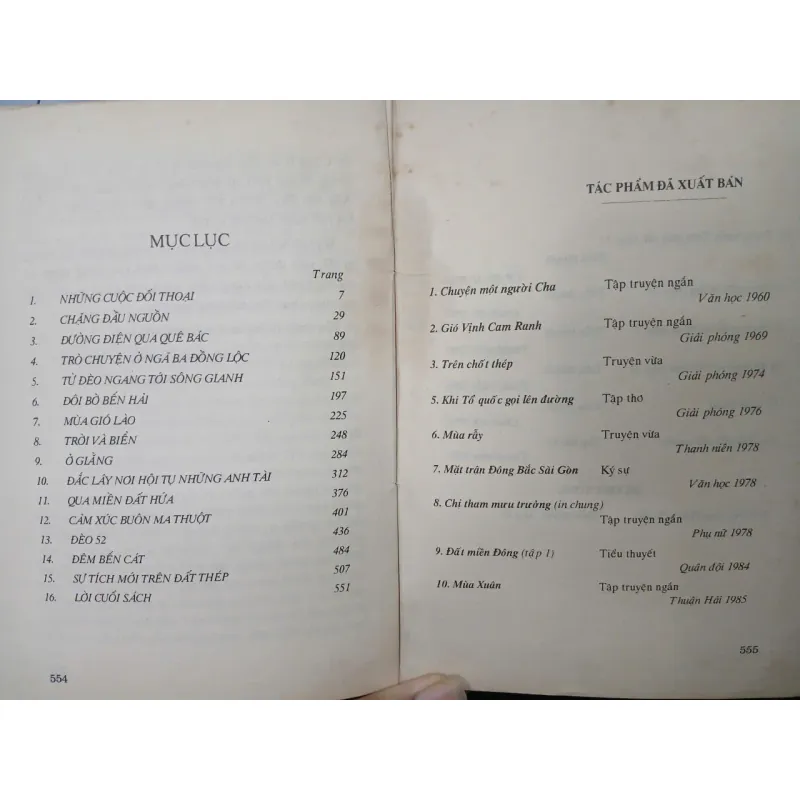 MỤC LỤC
Trang
1. NHỮNG CUỘC ĐỐI THOẠI 7
2. CHẶNG ĐẦU NGUỒN 29
3. ĐƯỜNG ĐIỆN QUA QUÊ BÁC 89
4. TRÒ CHUYỆN Ở NGÃ BA ĐỒNG LỘC 120
5. TỪ ĐÈO NGANG TỚI SÔNG GIANH 151
6. ĐÔI BỜ BẾN HẢI 197
7. MÙA GIÓ LÀO 225
8. TRỜI VÀ BIỂN 248
9. Ở GIẰNG 284
10. ĐẮC LÂY NƠI HỘI TỤ NHỮNG ANH TÀI 312
11. QUA MIỀN ĐẤT HỨA 376
12. CẢM XÚC BUÔN MA THUỘT 401
13. ĐÈO 52 436
14. ĐÊM BẾN CÁT 484
15. SỰ TÍCH MỚI TRÊN ĐẤT THÉP 507
16. LỜI CUỐI SÁCH 551
554
TÁC PHẨM ĐÃ XUẤT BẢN
1. Chuyện một người Cha Tập truyện ngắn
Văn học 1960
2. Gió Vịnh Cam Ranh Tập truyện ngắn
Giải phóng 1969
3. Trên chốt thép Truyện vừa
Giải phóng 1974
5. Khi Tổ quốc gọi lên đường Tập thơ
Giải phóng 1976
6. Mùa rẫy Truyện vừa
Thanh niên 1978
7. Mặt trận Đông Bắc Sài Gòn Ký sự
Văn học 1978
8. Chị tham mưu trưởng (in chung)
Tập truyện ngắn
Phụ nữ 1978
9. Đất miền Đông (tập 1) Tiểu thuyết
Quân đội 1984
10. Mùa Xuân Tập truyện ngắn
Thuận Hải 1985
555